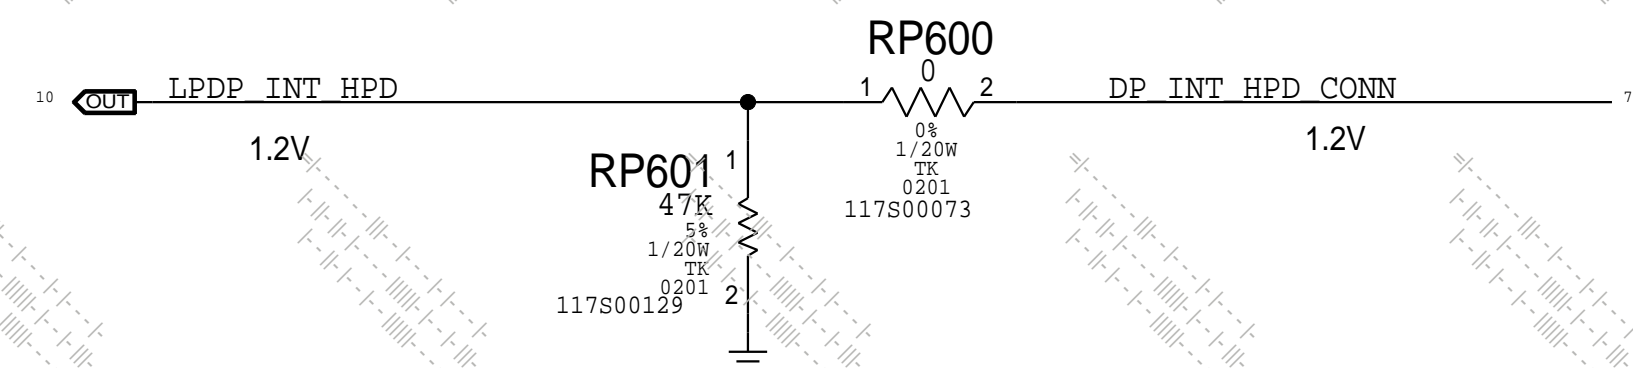 RP600
0
10 OUT LPDP_INT_HPD 1 2 DP_INT_HPD_CONN 7
0%
1/20W
TK
0201
117S00073
1.2V
1.2V
RP601 1
47K
5%
1/20W
TK
0201
117S00129 2